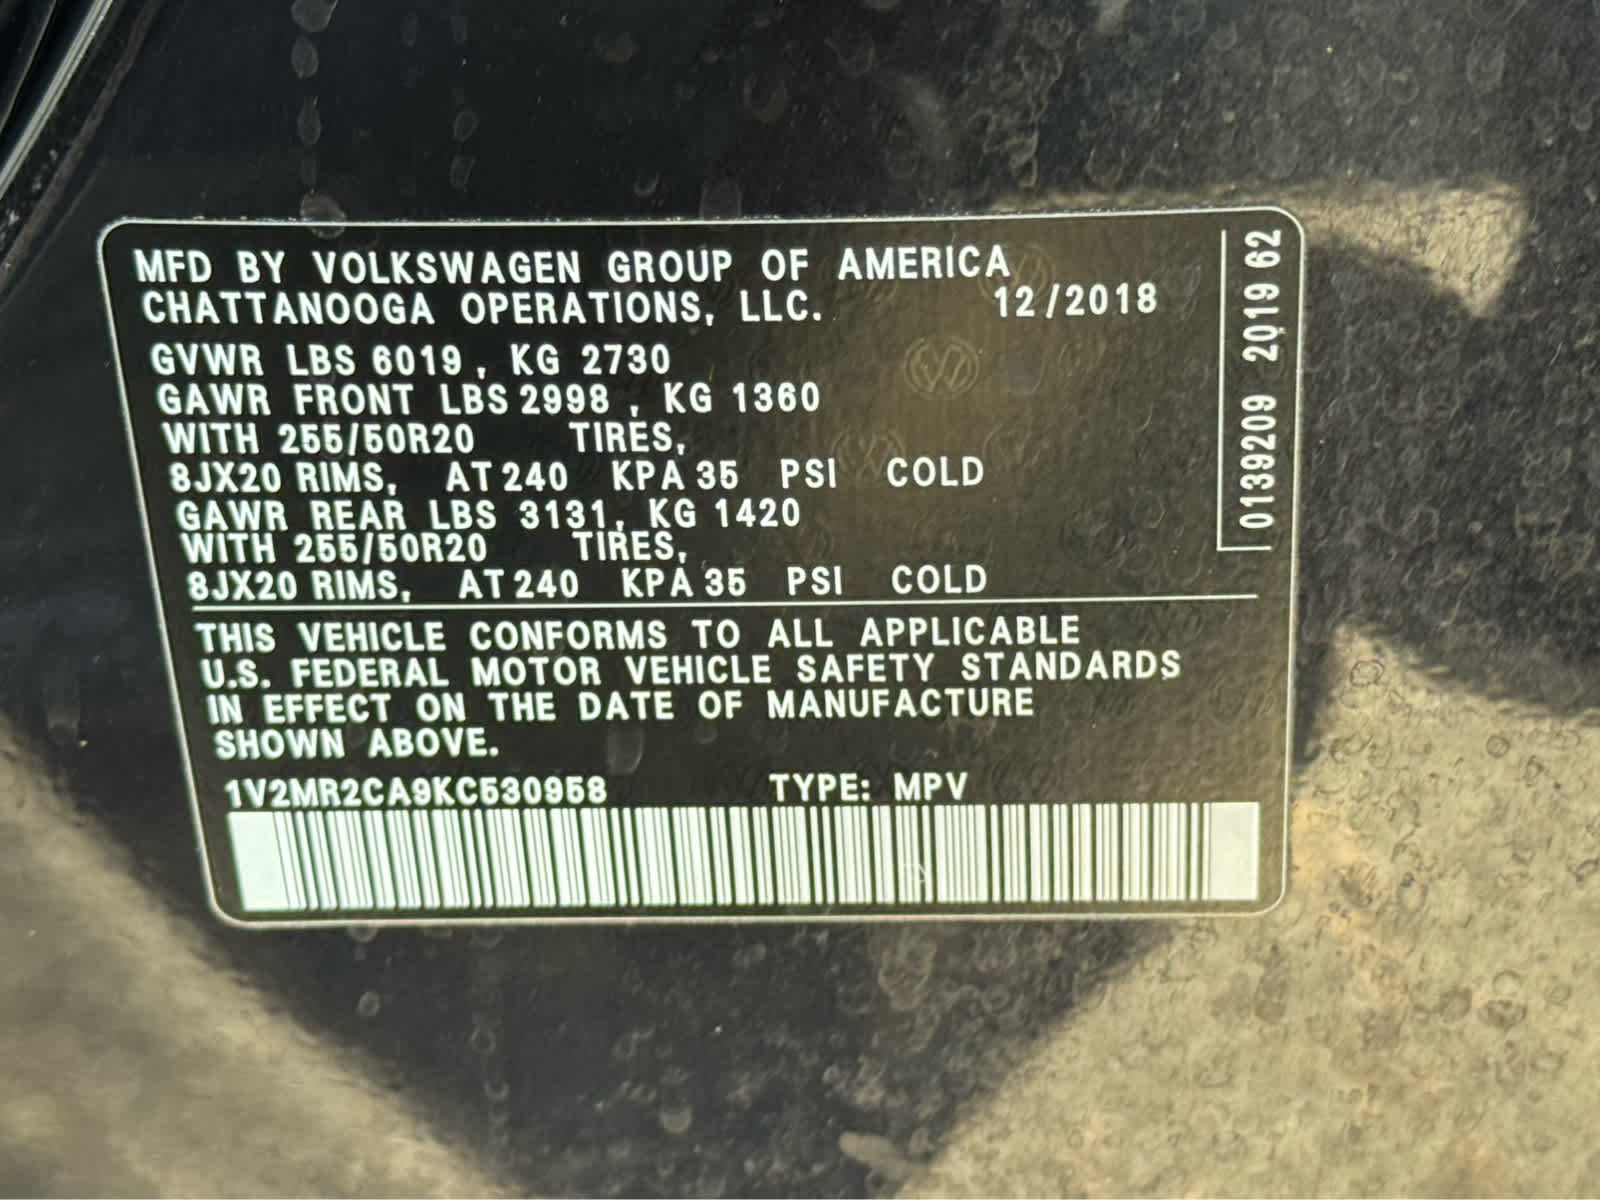 MFD BY VOLKSWAGEN GROUP OF AMERICA
CHATTANOOGA OPERATIONS, LLC. 12/2018
GVWR LBS 6019 , KG 2730
GAWR FRONT LBS 2998 , KG 1360
WITH 255/50R20 TIRES,
8JX20 RIMS, AT 240 KPA 35 PSI COLD
GAWR REAR LBS 3131, KG 1420
WITH 255/50R20 TIRES,
8JX20 RIMS, AT 240 KPA 35 PSI COLD
THIS VEHICLE CONFORMS TO ALL APPLICABLE
U.S. FEDERAL MOTOR VEHICLE SAFETY STANDARDS
IN EFFECT ON THE DATE OF MANUFACTURE
SHOWN ABOVE.
1V2MR2CA9KC530958 TYPE: MPV
0139209 2019 62